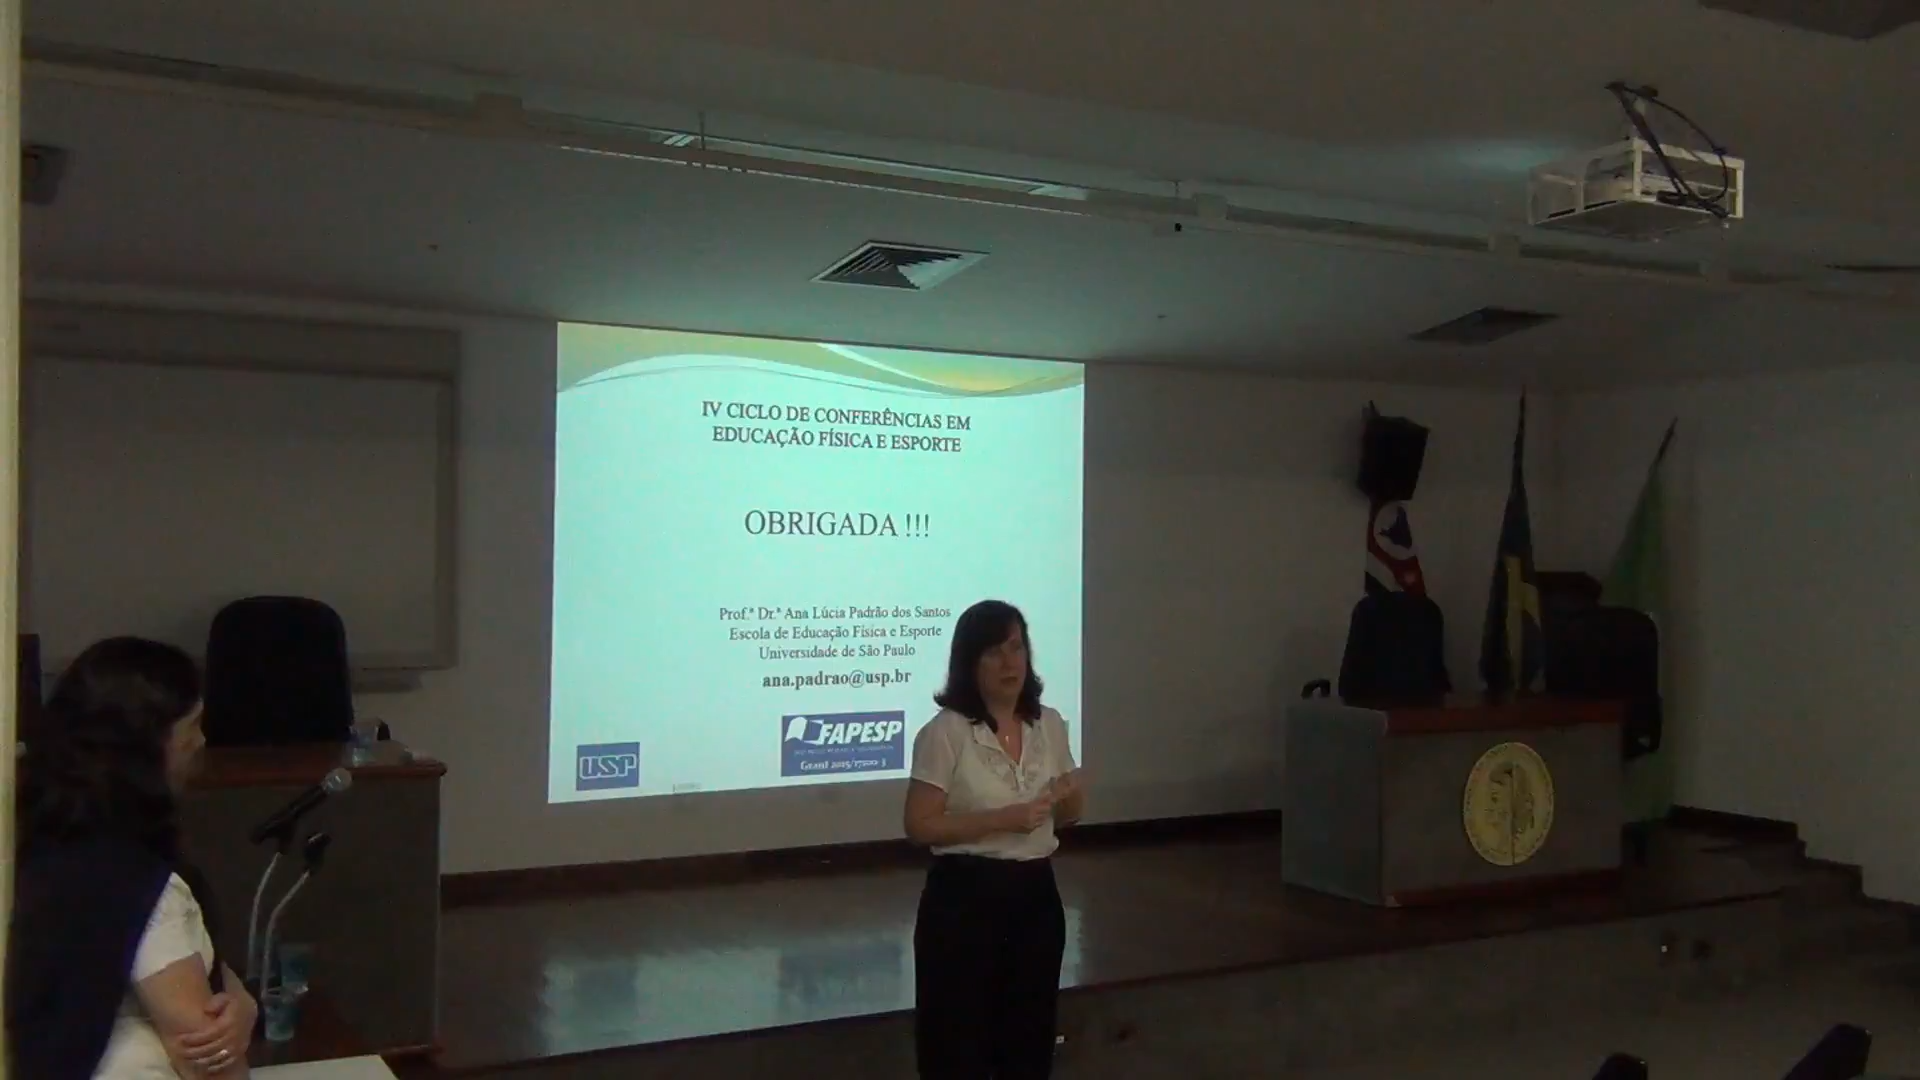 IV CICLO DE CONFERÊNCIAS EM
EDUCAÇÃO FÍSICA E ESPORTE
OBRIGADA !!!
Prof.ª Dr.ª Ana Lúcia Padrão dos Santos
Escola de Educação Física e Esporte
Universidade de São Paulo
ana.padrao@usp.br
FAPESP
USP